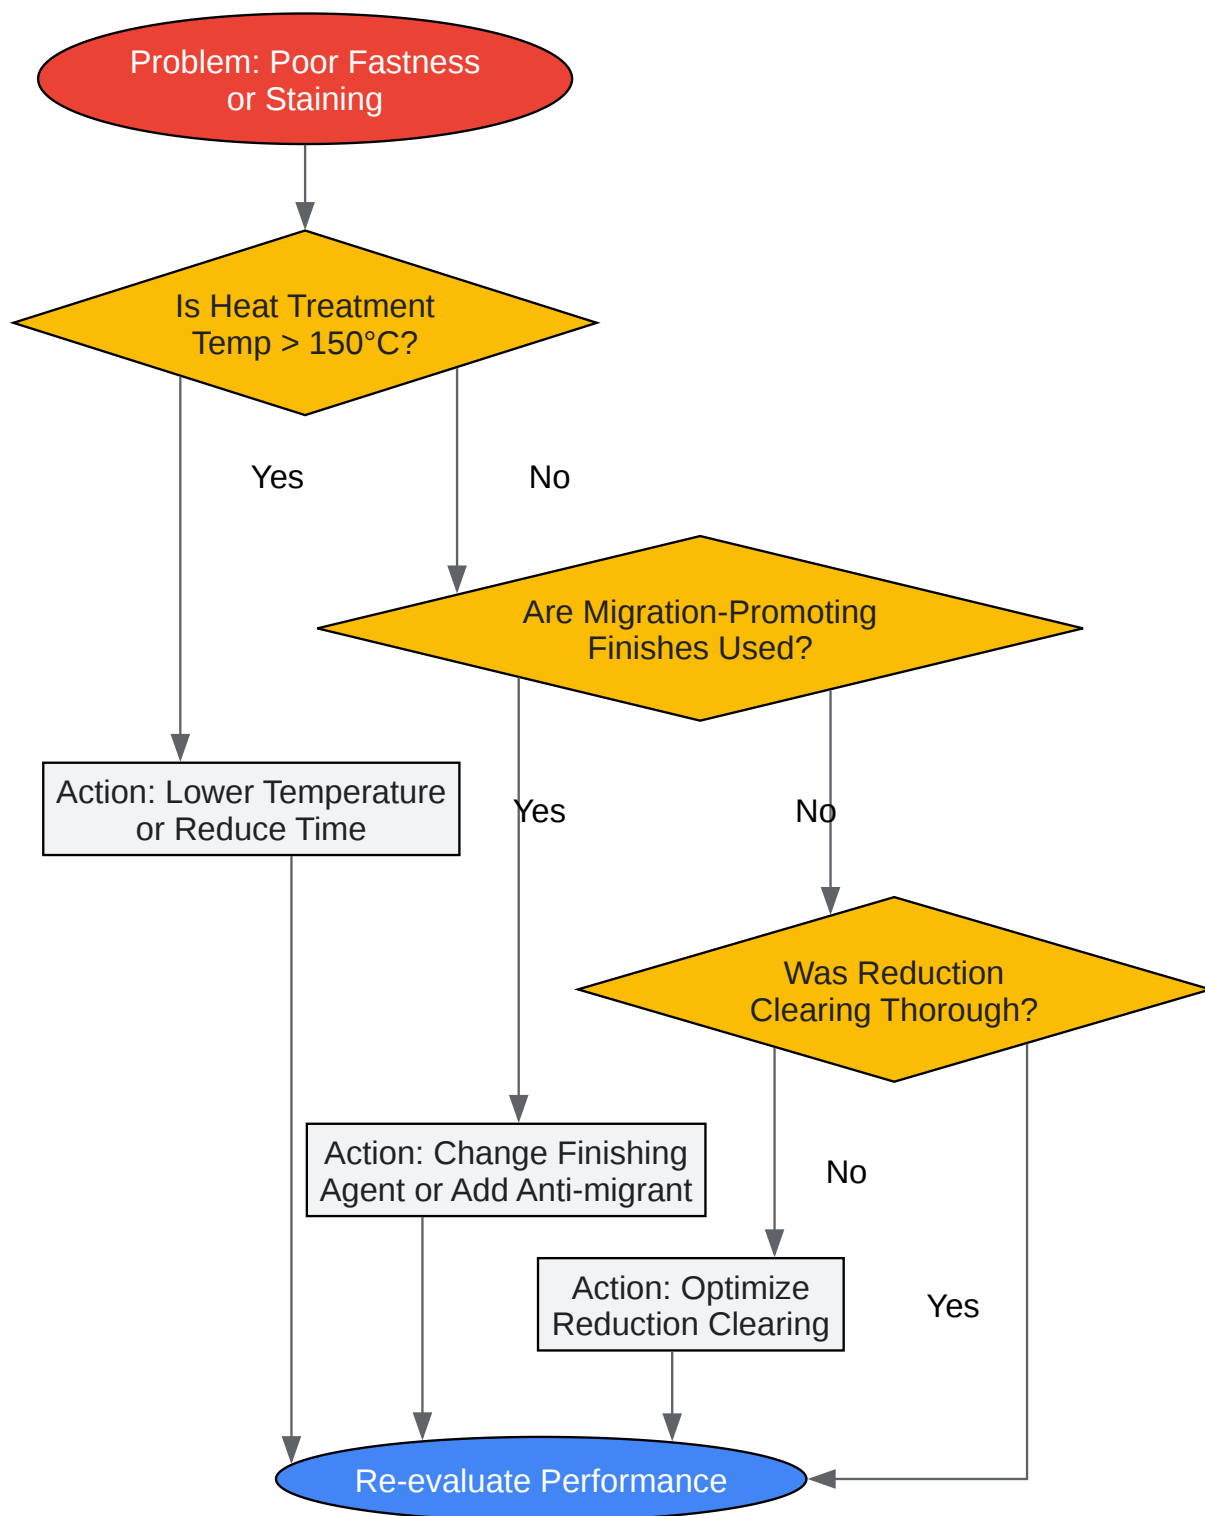 Problem: Poor Fastness
or Staining
Is Heat Treatment
Temp > 150°C?
Yes
No
Are Migration-Promoting
Finishes Used?
Action: Lower Temperature
or Reduce Time
Yes
No
Was Reduction
Clearing Thorough?
Action: Change Finishing
Agent or Add Anti-migrant
No
Action: Optimize
Reduction Clearing
Yes
Re-evaluate Performance